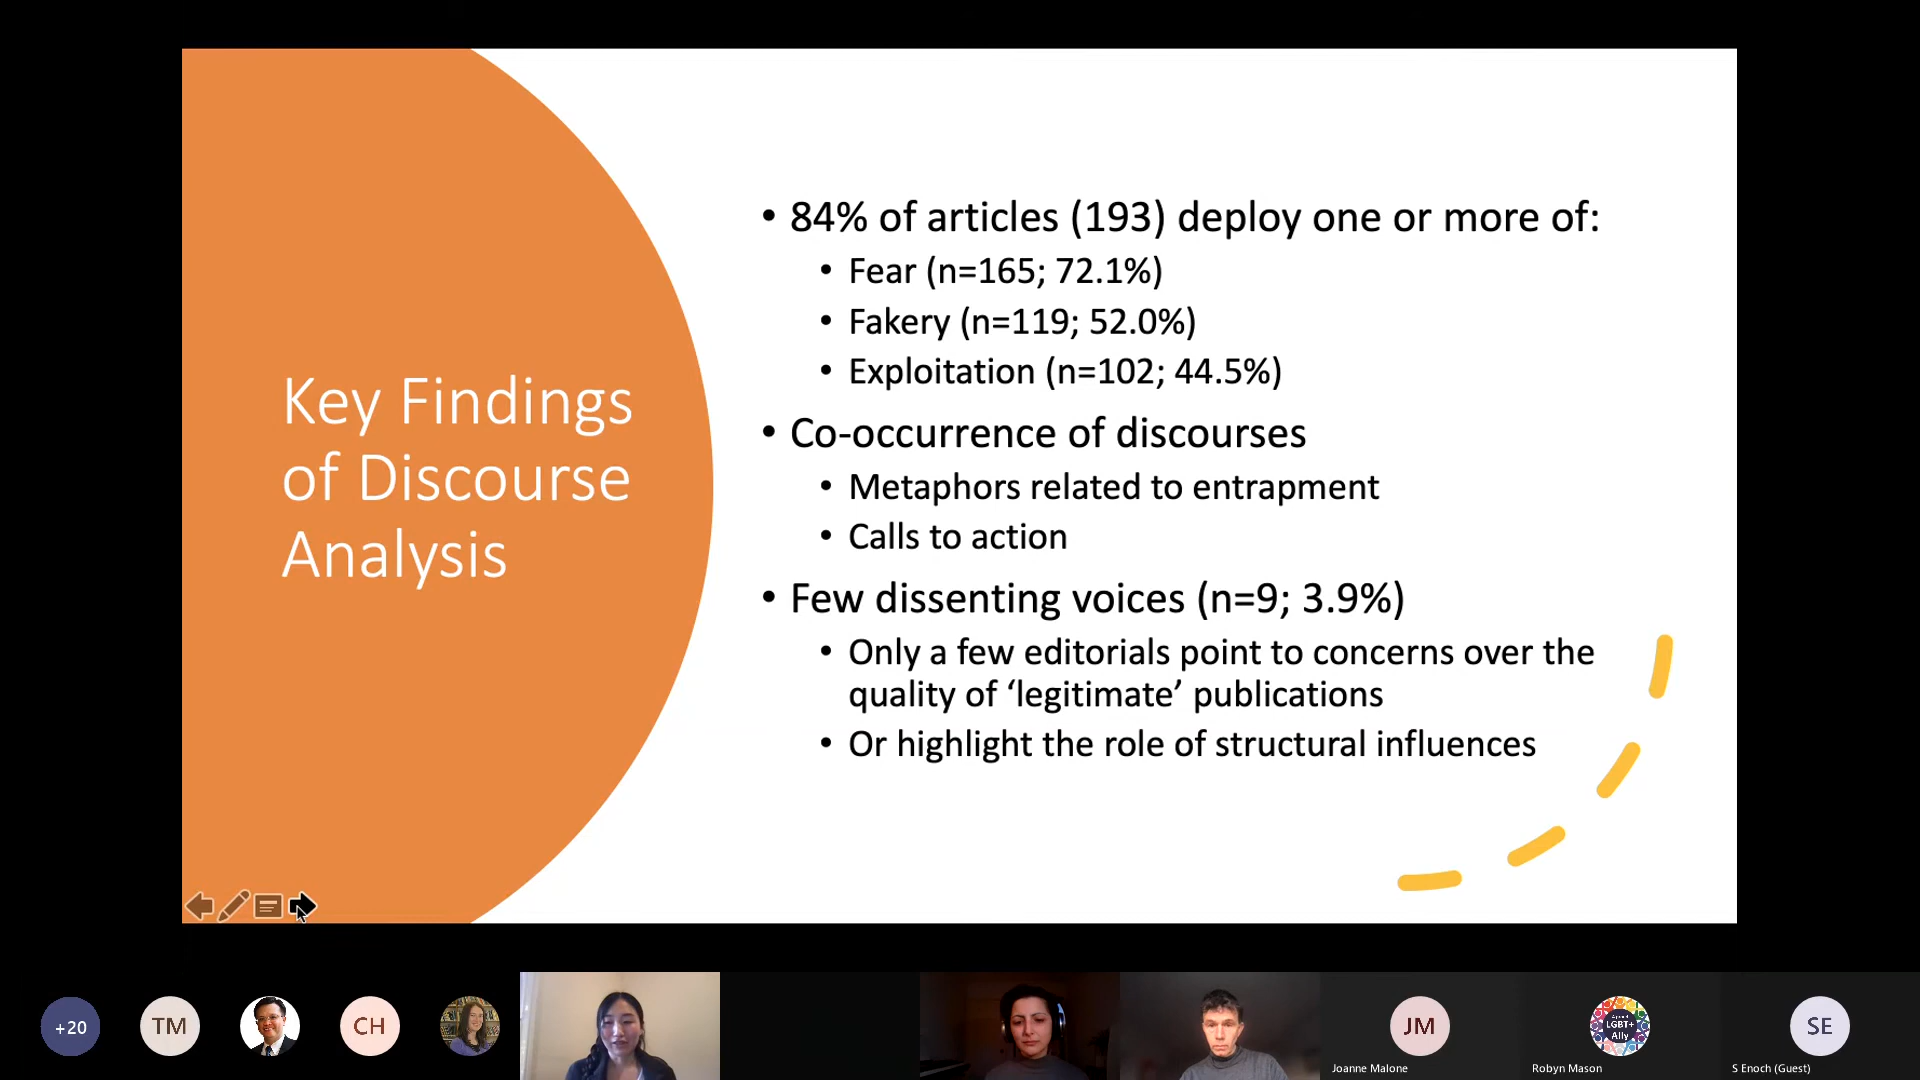 Key Findings
of Discourse
Analysis
• 84% of articles (193) deploy one or more of:
• Fear (n=165; 72.1%)
• Fakery (n=119; 52.0%)
• Exploitation (n=102; 44.5%)
• Co-occurrence of discourses
• Metaphors related to entrapment
• Calls to action
• Few dissenting voices (n=9; 3.9%)
• Only a few editorials point to concerns over the
quality of ‘legitimate’ publications
• Or highlight the role of structural influences
+20
TM
CH
JM
LGBT+
Ally
SE
Joanne Malone
Robyn Mason
S Enoch (Guest)